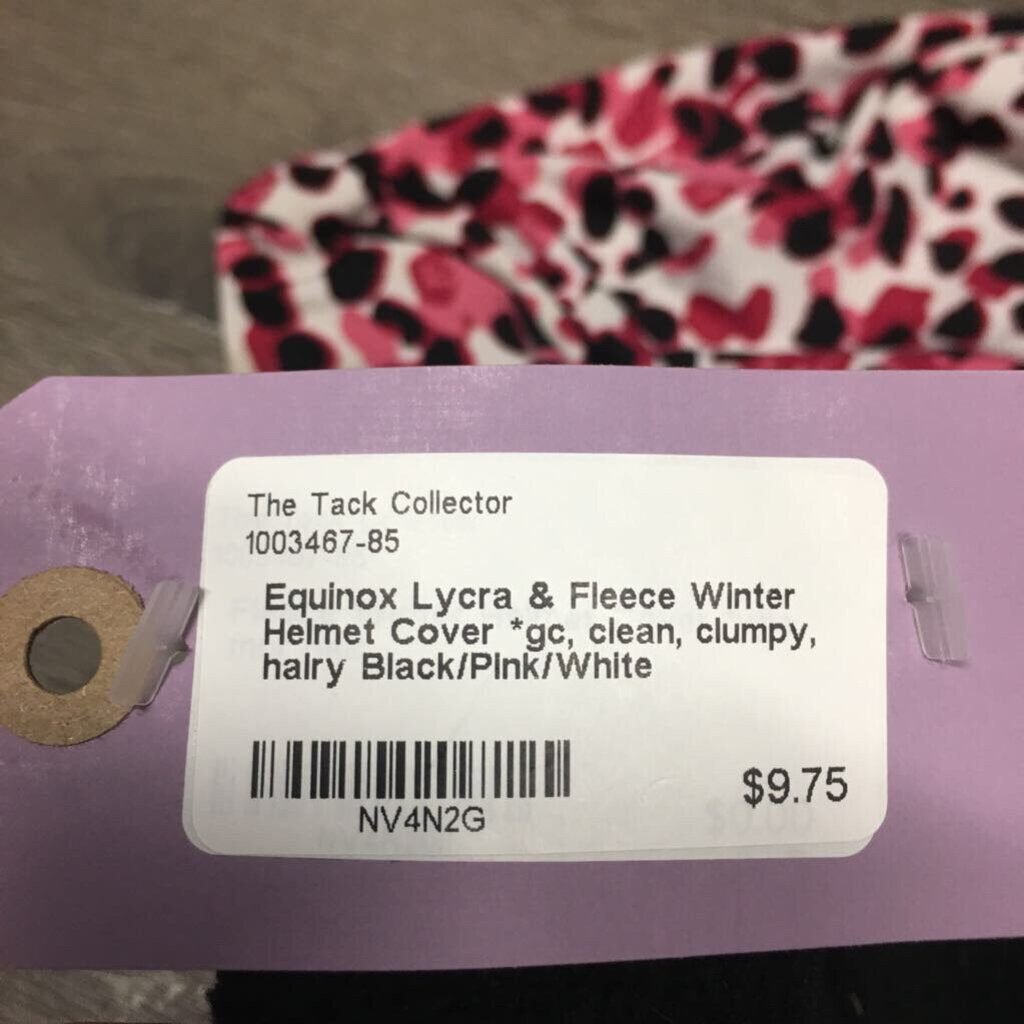 The Tack Collector
1003467-85
Equinox Lycra & Fleece Winter
Helmet Cover *gc, clean, clumpy,
hairy Black/Pink/White
NV4N2G
$9.75